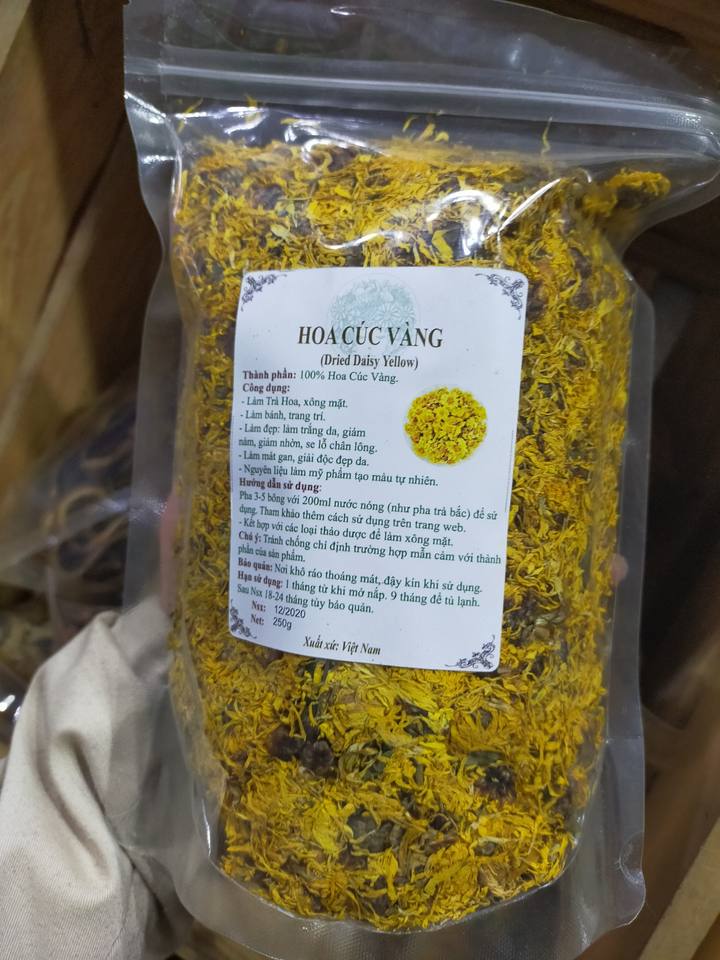 HOA CÚC VÀNG
(Dried Daisy Yellow)
Thành phần: 100% Hoa Cúc Vàng.
Công dụng:
- Làm Trà Hoa, xông mặt.
- Làm bánh, trang trí.
- Làm đẹp: làm trắng da, giảm
nám, giảm nhờn, se lỗ chân lông.
- Làm mát gan, giải độc đẹp da.
- Nguyên liệu làm mỹ phẩm tạo màu tự nhiên.
Hướng dẫn sử dụng:
Pha 3-5 bông với 200ml nước nóng (như pha trà bắc) để sử
dụng. Tham khảo thêm cách sử dụng trên trang web.
- Kết hợp với các loại thảo dược để làm xông mặt.
Chú ý: Tránh chống chỉ định trường hợp mẫn cảm với thành
phần của sản phẩm.
Bảo quản: Nơi khô ráo thoáng mát, đậy kín khi sử dụng.
Hạn sử dụng: 1 tháng từ khi mở nắp. 9 tháng để tủ lạnh.
Sau Nsx 18-24 tháng tùy bảo quản.
Nsx: 12/2020
Net: 250g
Xuất xứ: Việt Nam